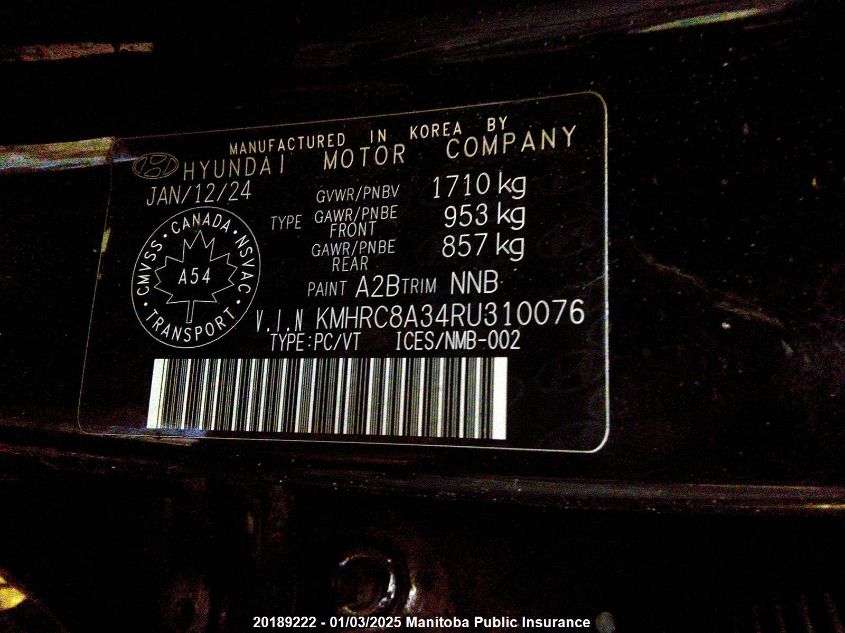 MANUFACTURED IN KOREA BY
HYUNDAI MOTOR COMPANY
JAN/12/24
GVWR/PNBV 1710 kg
TYPE GAWR/PNBE FRONT 953 kg
GAWR/PNBE REAR 857 kg
CMVSS · CANADA · NSVAC · TRANSPORT ·
A54
PAINT A2B TRIM NNB
V.I.N KMHRC8A34RU310076
TYPE:PC/VT ICES/NMB-002
20189222 - 01/03/2025 Manitoba Public Insurance